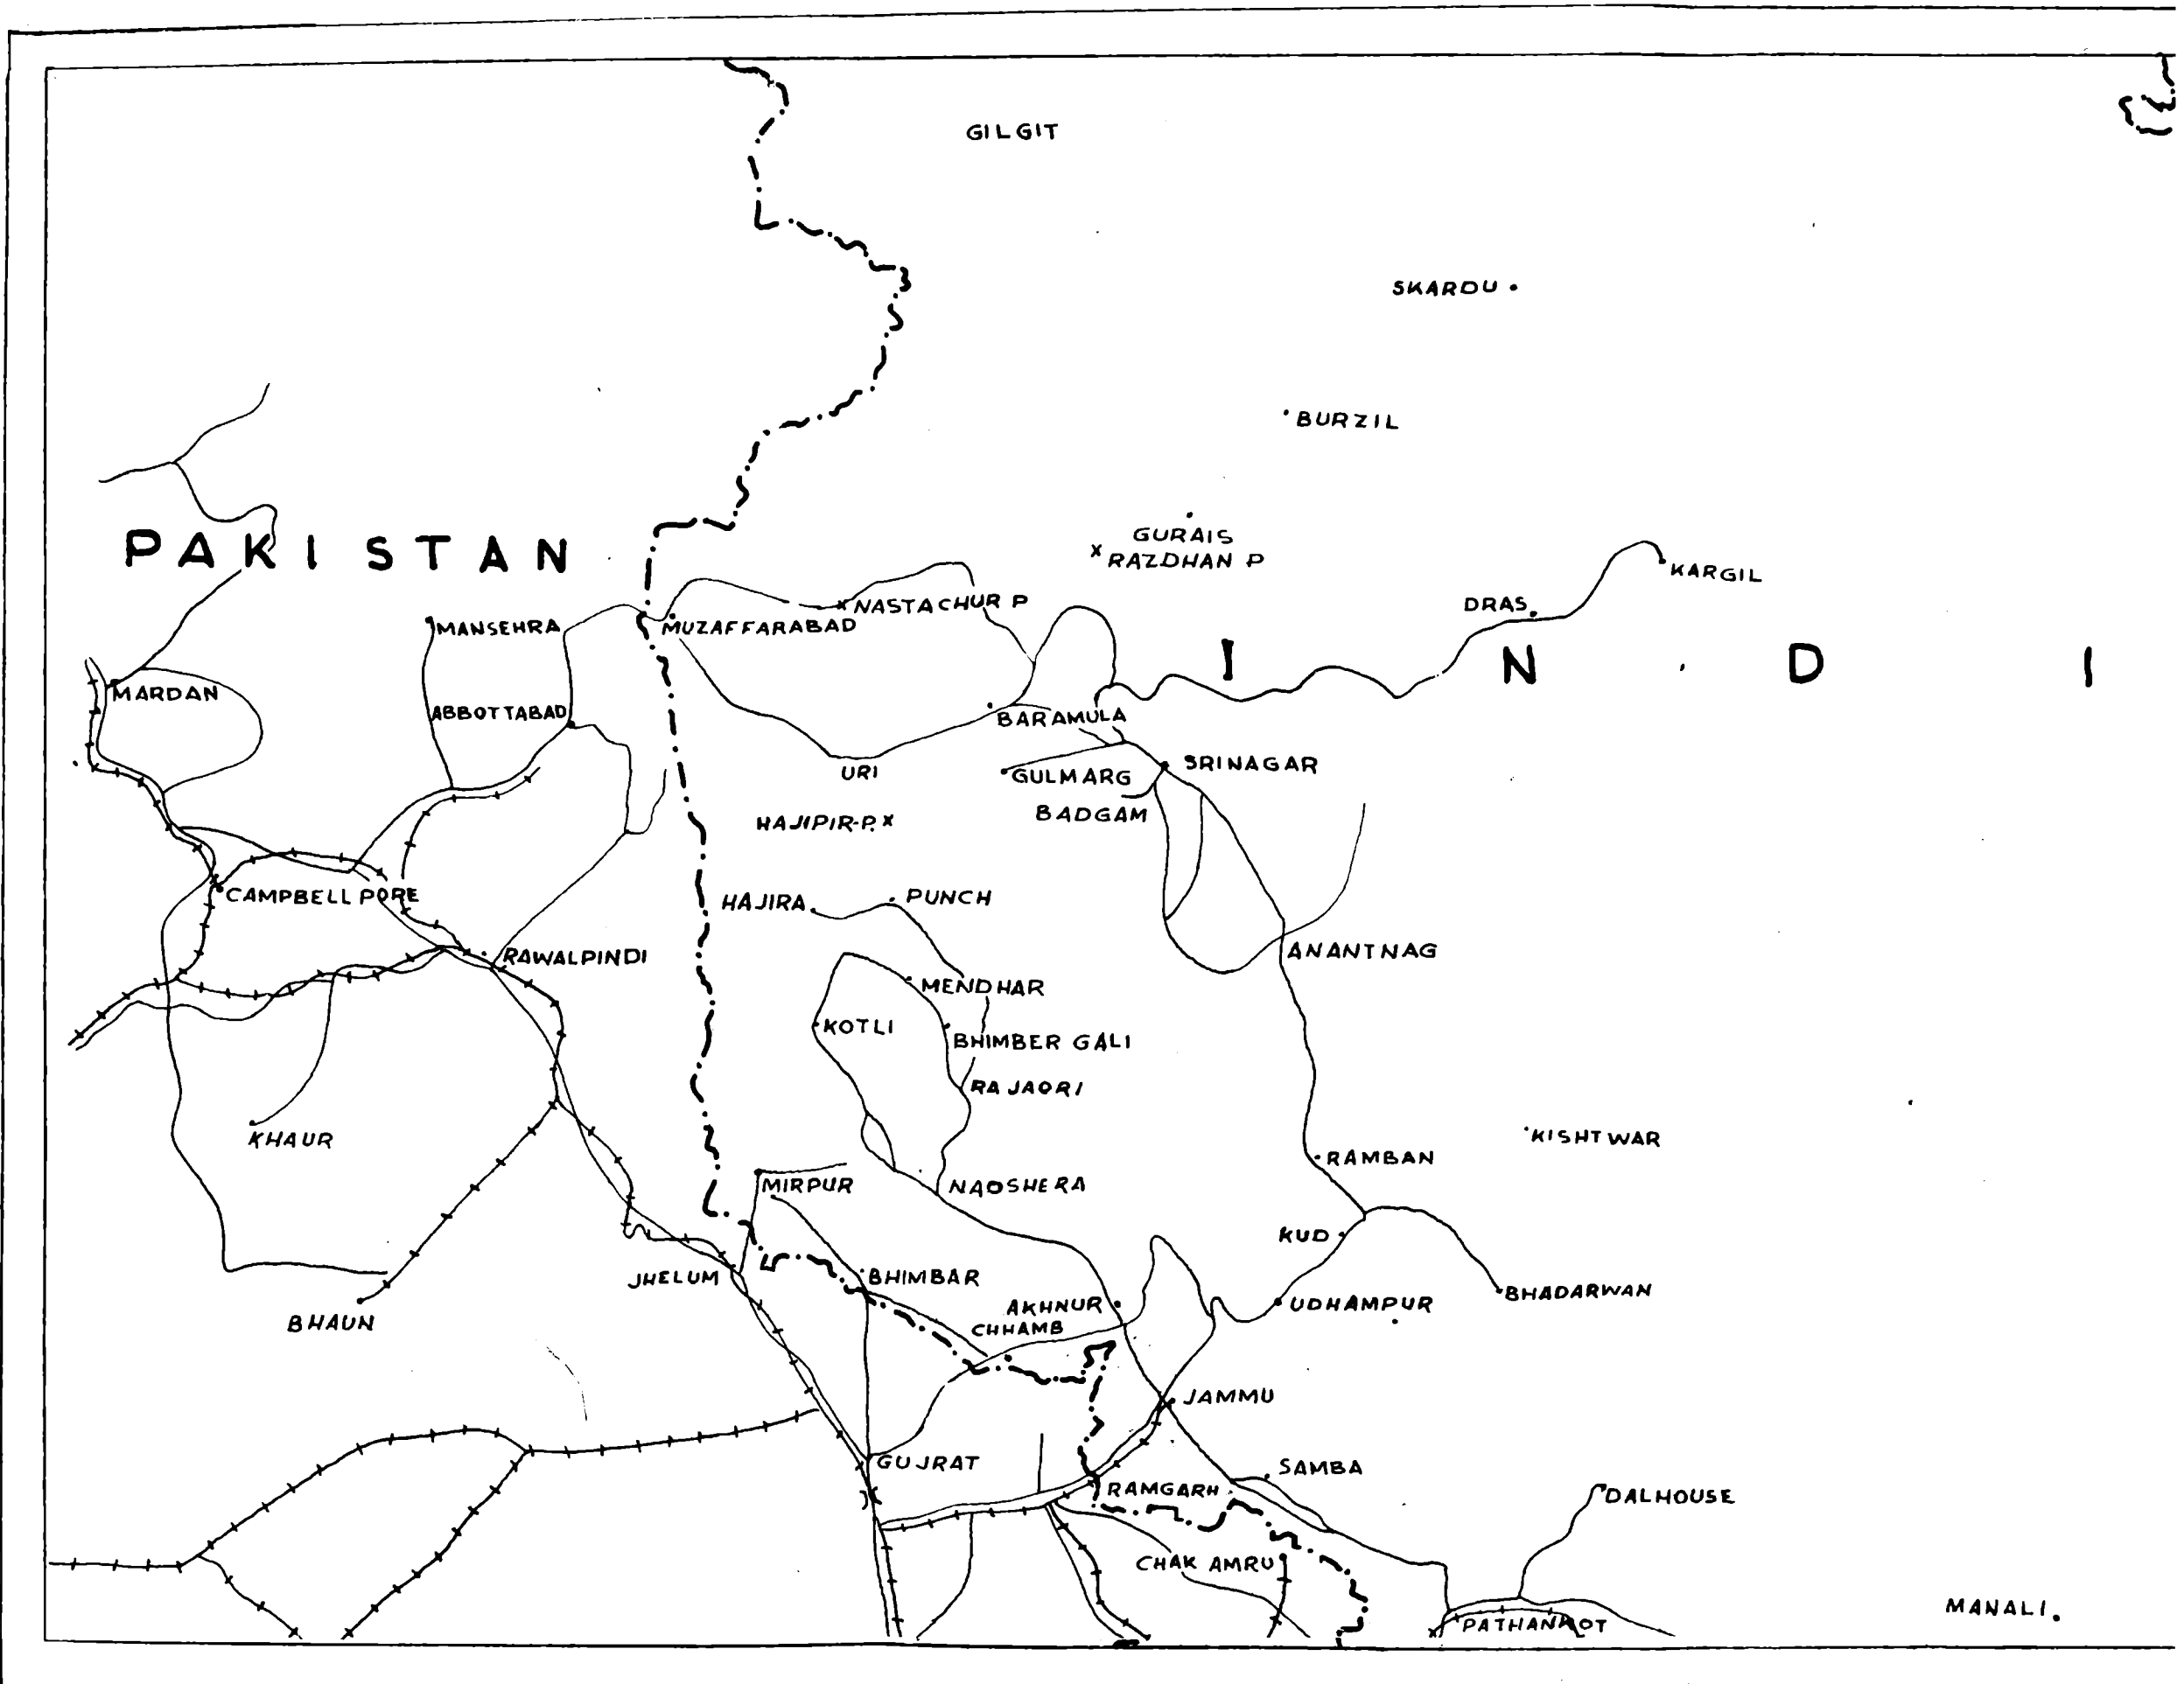 GILGIT
SKARDU
BURZIL
PAKISTAN
GURAIS
RAZDHAN P
KARGIL
NASTACHUR P
DRAS
MANSEHRA
MUZAFFARABAD
I N D I
MARDAN
ABBOTTABAD
BARAMULA
URI
GULMARG
SRINAGAR
BADGAM
HAJIPIR-P.
CAMPBELLPORE
HAJIRA
PUNCH
RAWALPINDI
ANANTNAG
MENDHAR
KOTLI
BHIMBER GALI
RAJAORI
KHAUR
KISHTWAR
RAMBAN
MIRPUR
NAOSHERA
KUD
JHELUM
BHIMBAR
BHADARWAN
AKHNUR
UDHAMPUR
BHAUN
CHHAMB
JAMMU
GUJRAT
SAMBA
RAMGARH
DALHOUSE
CHAK AMRU
MANALI.
PATHANKOT